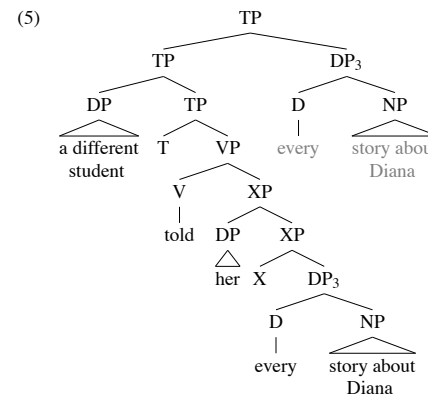 (5) TP
TP DP3
DP TP D NP
a different student T VP every story about Diana
V XP
told DP XP
her X DP3
D NP
every story about
Diana